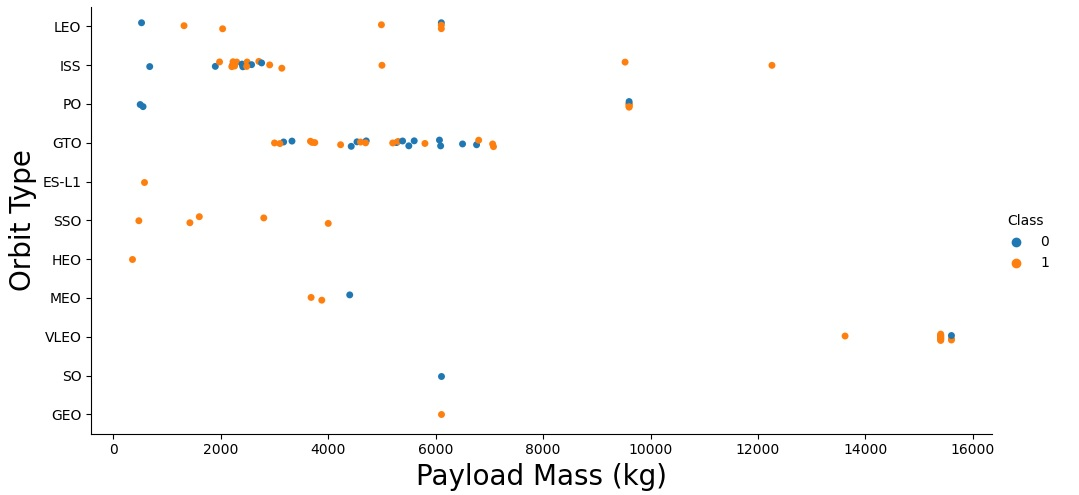 Orbit Type
LEO
ISS
PO
GTO
ES-L1
SSO
HEO
MEO
VLEO
SO
GEO
0 2000 4000 6000 8000 10000 12000 14000 16000
Payload Mass (kg)
Class
0
1